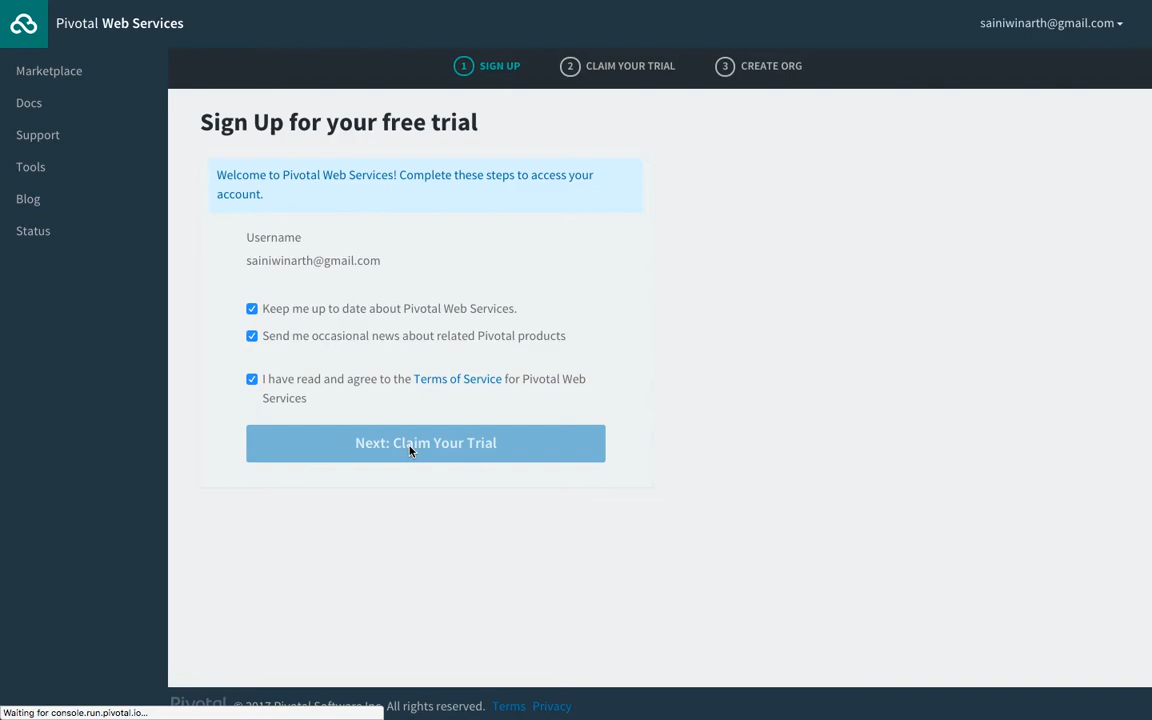 Pivotal Web Services
sainiwinarth@gmail.com
Marketplace
Docs
Support
Tools
Blog
Status
1 SIGN UP
2 CLAIM YOUR TRIAL
3 CREATE ORG
Sign Up for your free trial
Welcome to Pivotal Web Services! Complete these steps to access your
account.
Username
sainiwinarth@gmail.com
Keep me up to date about Pivotal Web Services.
Send me occasional news about related Pivotal products
I have read and agree to the Terms of Service for Pivotal Web
Services
Next: Claim Your Trial
Pivotal © 2017 Pivotal Software Inc. All rights reserved. Terms Privacy
Waiting for console.run.pivotal.io...